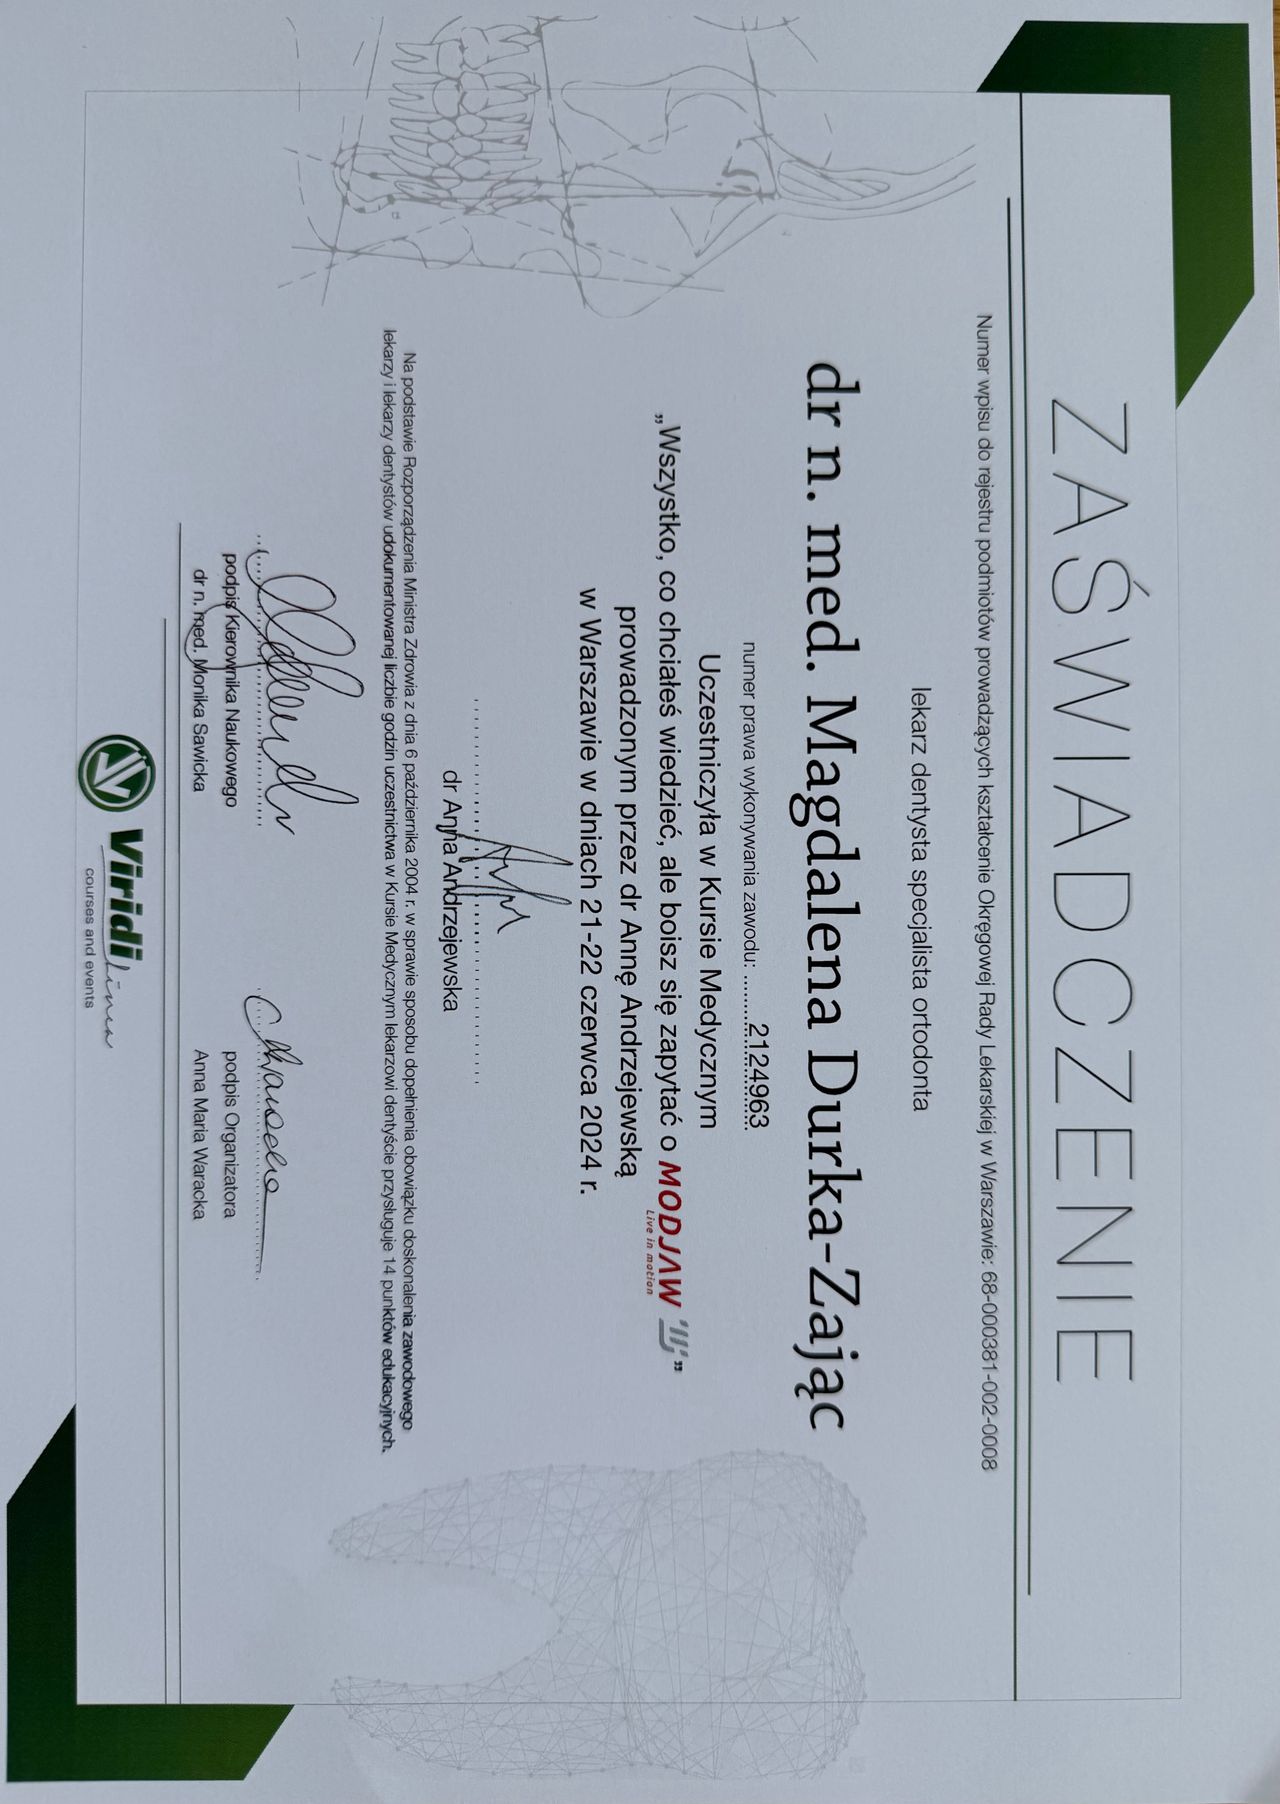 ZAŚWIADCZENIE
Numer wpisu do rejestru podmiotów prowadzących kształcenie Okręgowej Rady Lekarskiej w Warszawie: 68-000381-002-0008
lekarz dentysta specjalista ortodonta
dr n. med. Magdalena Durka-Zając
numer prawa wykonywania zawodu: ..........2124963..........
Uczestniczyła w Kursie Medycznym
„Wszystko, co chciałeś wiedzieć, ale boisz się zapytać o MODJAW”
Live in motion
prowadzonym przez dr Annę Andrzejewską
w Warszawie w dniach 21-22 czerwca 2024 r.
dr Anna Andrzejewska
Na podstawie Rozporządzenia Ministra Zdrowia z dnia 6 października 2004 r. w sprawie sposobu dopełnienia obowiązku doskonalenia zawodowego
lekarzy i lekarzy dentystów udokumentowanej liczbie godzin uczestnictwa w Kursie Medycznym lekarzowi dentyście przysługuje 14 punktów edukacyjnych.
podpis Kierownika Naukowego
dr n. med. Monika Sawicka
podpis Organizatora
Anna Maria Waracka
Viridi linea
courses and events